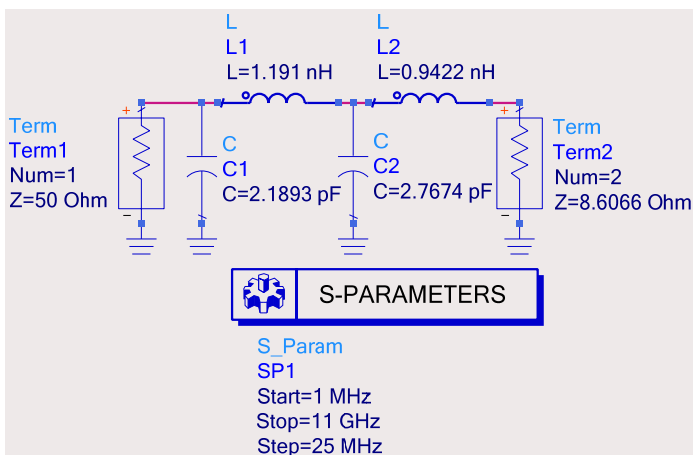 L
L1
L=1.191 nH
L
L2
L=0.9422 nH
+
Term
Term1
Num=1
Z=50 Ohm
−
C
C1
C=2.1893 pF
C
C2
C=2.7674 pF
+
Term
Term2
Num=2
Z=8.6066 Ohm
−
S-PARAMETERS
S_Param
SP1
Start=1 MHz
Stop=11 GHz
Step=25 MHz